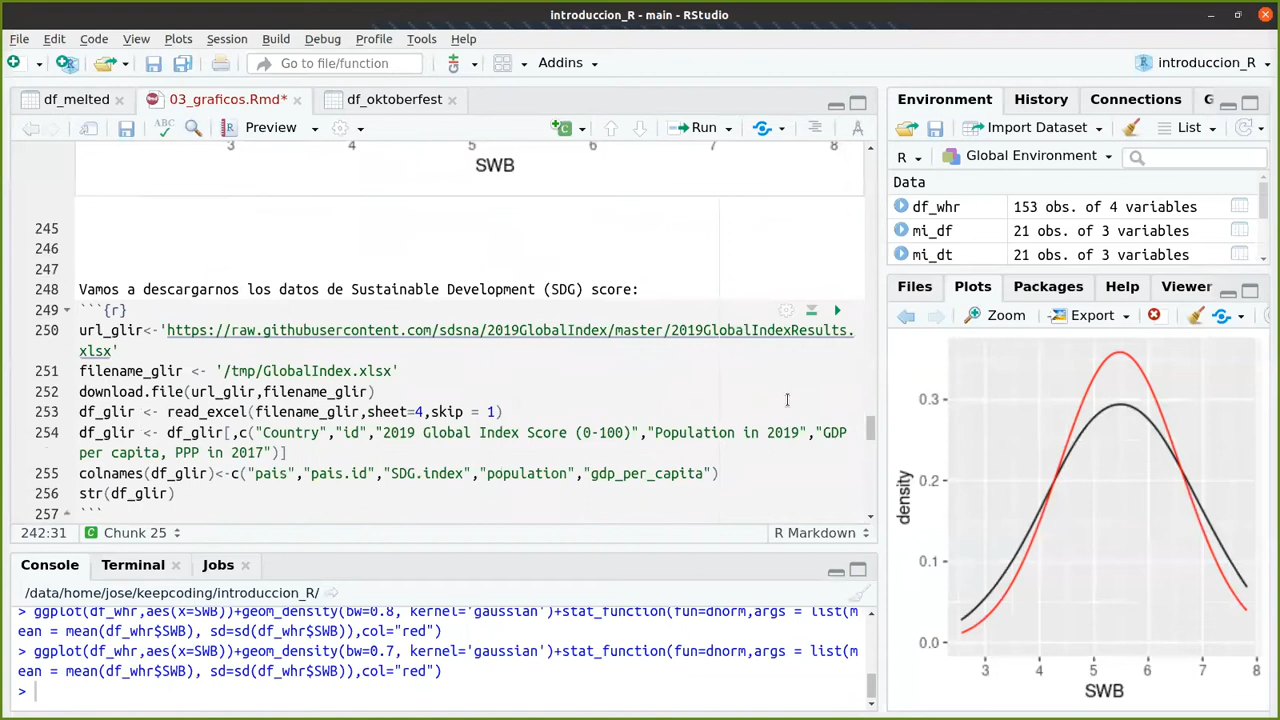 introduccion_R - main - RStudio
File Edit Code View Plots Session Build Debug Profile Tools Help
Go to file/function Addins introduccion_R
df_melted 03_graficos.Rmd* df_oktoberfest
ABC Preview Run
3 4 5 6 7 8
SWB
245
246
247
248 Vamos a descargarnos los datos de Sustainable Development (SDG) score:
249 ```{r}
250 url_glir<-'https://raw.githubusercontent.com/sdsna/2019GlobalIndex/master/2019GlobalIndexResults.
xlsx'
251 filename_glir <- '/tmp/GlobalIndex.xlsx'
252 download.file(url_glir,filename_glir)
253 df_glir <- read_excel(filename_glir,sheet=4,skip = 1)
254 df_glir <- df_glir[,c("Country","id","2019 Global Index Score (0-100)","Population in 2019","GDP
per capita, PPP in 2017")]
255 colnames(df_glir)<-c("pais","pais.id","SDG.index","population","gdp_per_capita")
256 str(df_glir)
257 ```
242:31 Chunk 25 R Markdown
Console Terminal Jobs
/data/home/jose/keepcoding/introduccion_R/
> ggplot(df_whr,aes(x=SWB))+geom_density(bw=0.8, kernel='gaussian')+stat_function(fun=dnorm,args = list(m
ean = mean(df_whr$SWB), sd=sd(df_whr$SWB)),col="red")
> ggplot(df_whr,aes(x=SWB))+geom_density(bw=0.7, kernel='gaussian')+stat_function(fun=dnorm,args = list(m
ean = mean(df_whr$SWB), sd=sd(df_whr$SWB)),col="red")
>
Environment History Connections G
Import Dataset List
R Global Environment
Data
df_whr 153 obs. of 4 variables
mi_df 21 obs. of 3 variables
mi_dt 21 obs. of 3 variables
Files Plots Packages Help Viewer
Zoom Export
density
0.3
0.2
0.1
0.0
3 4 5 6 7 8
SWB